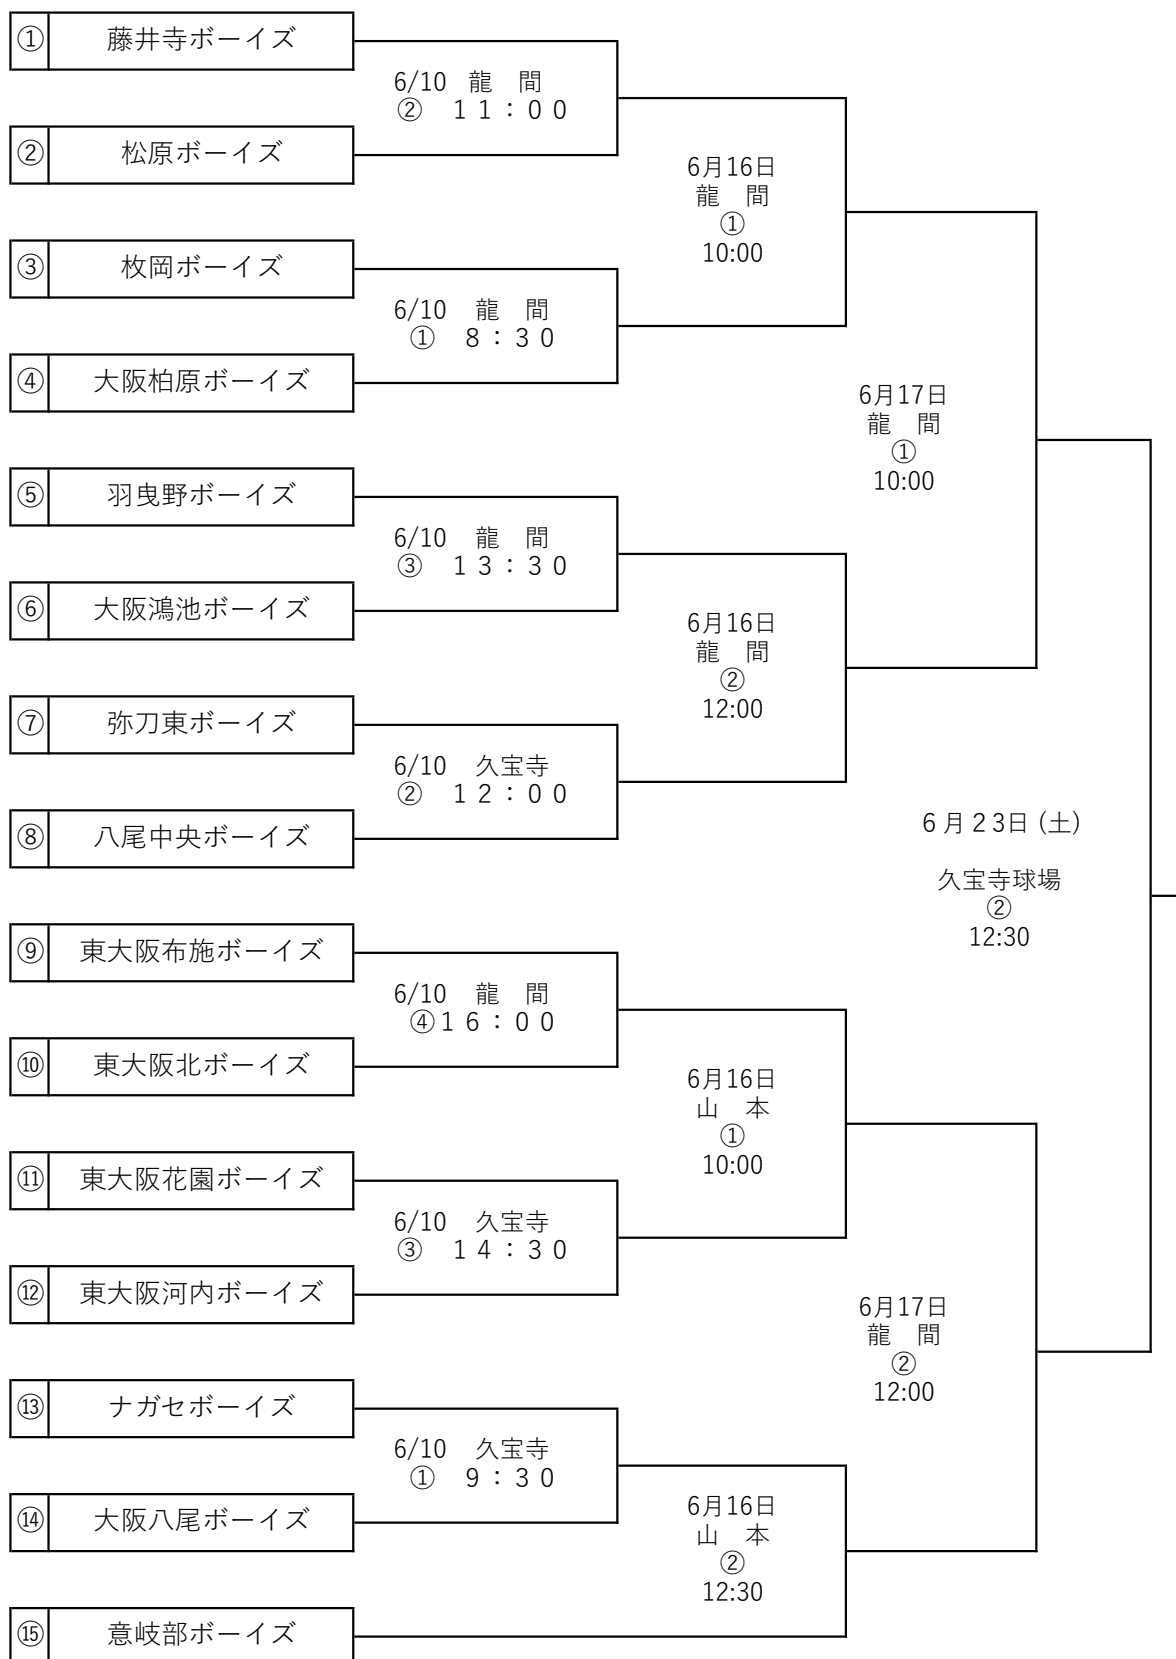 ① 藤井寺ボーイズ
6/10 龍　間
②　１１：００
② 松原ボーイズ
6月16日
龍　間
①
10:00
③ 枚岡ボーイズ
6/10　龍　間
①　８：３０
④ 大阪柏原ボーイズ
6月17日
龍　間
①
10:00
⑤ 羽曳野ボーイズ
6/10　龍　間
③　１３：３０
⑥ 大阪鴻池ボーイズ
6月16日
龍　間
②
12:00
⑦ 弥刀東ボーイズ
6/10　久宝寺
②　１２：００
⑧ 八尾中央ボーイズ
６月２３日（土）
久宝寺球場
②
12:30
⑨ 東大阪布施ボーイズ
6/10　龍　間
④１６：００
⑩ 東大阪北ボーイズ
6月16日
山　本
①
10:00
⑪ 東大阪花園ボーイズ
6/10　久宝寺
③　１４：３０
⑫ 東大阪河内ボーイズ
6月17日
龍　間
②
12:00
⑬ ナガセボーイズ
6/10　久宝寺
①　９：３０
⑭ 大阪八尾ボーイズ
6月16日
山　本
②
12:30
⑮ 意岐部ボーイズ